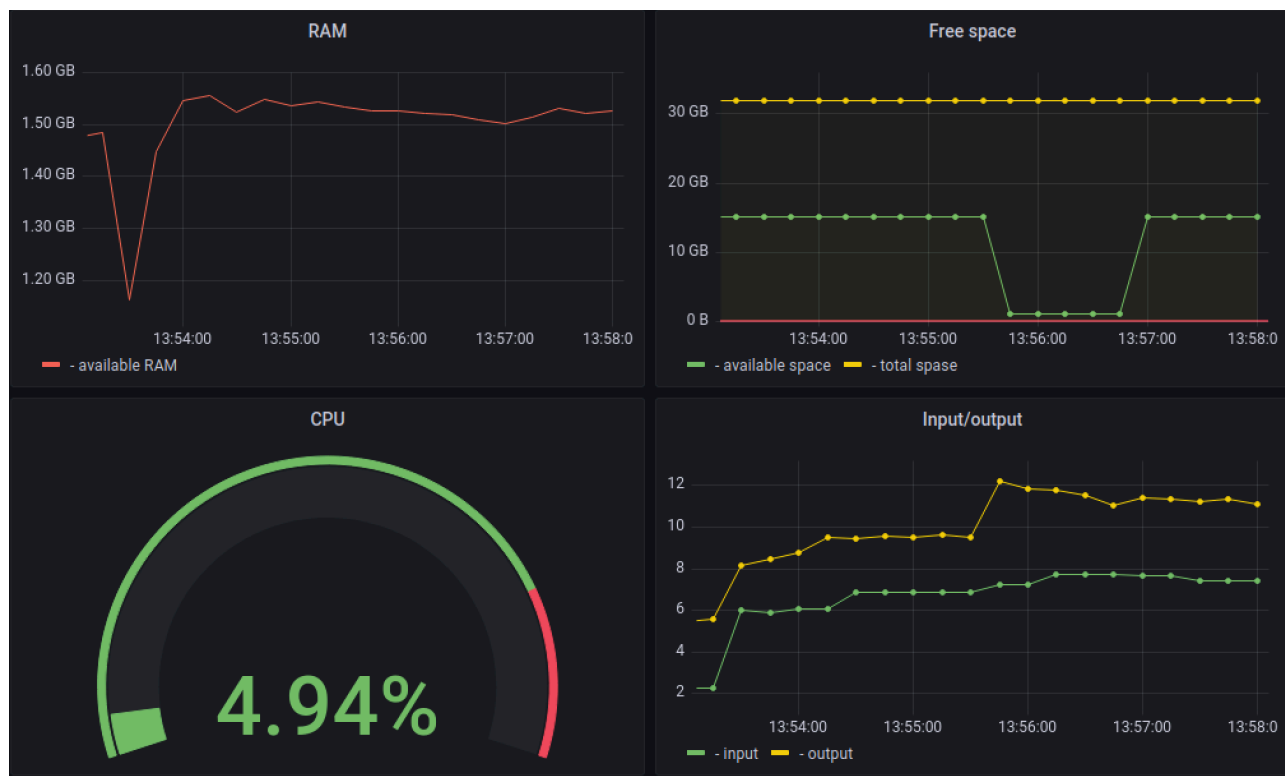 RAM
1.60 GB
1.50 GB
1.40 GB
1.30 GB
1.20 GB
13:54:00 13:55:00 13:56:00 13:57:00 13:58:0
- available RAM
Free space
30 GB
20 GB
10 GB
0 B
13:54:00 13:55:00 13:56:00 13:57:00 13:58:0
- available space - total spase
CPU
4.94%
Input/output
12
10
8
6
4
2
13:54:00 13:55:00 13:56:00 13:57:00 13:58:0
- input - output